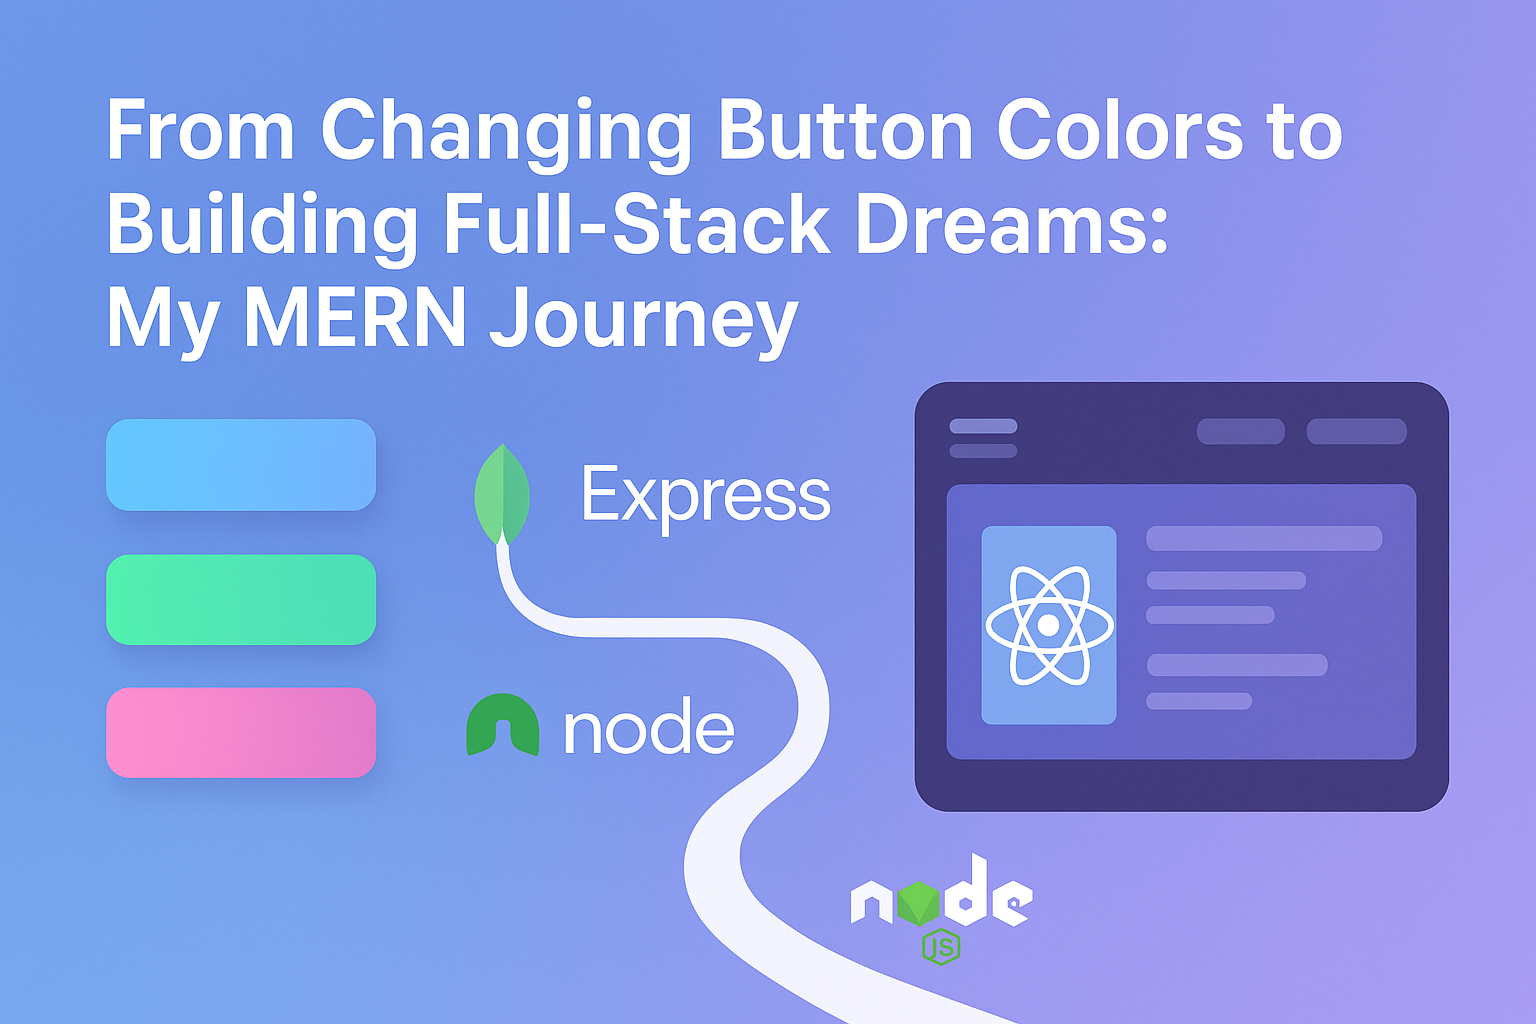 From Changing Button Colors to
Building Full-Stack Dreams:
My MERN Journey
Express
node
node
JS